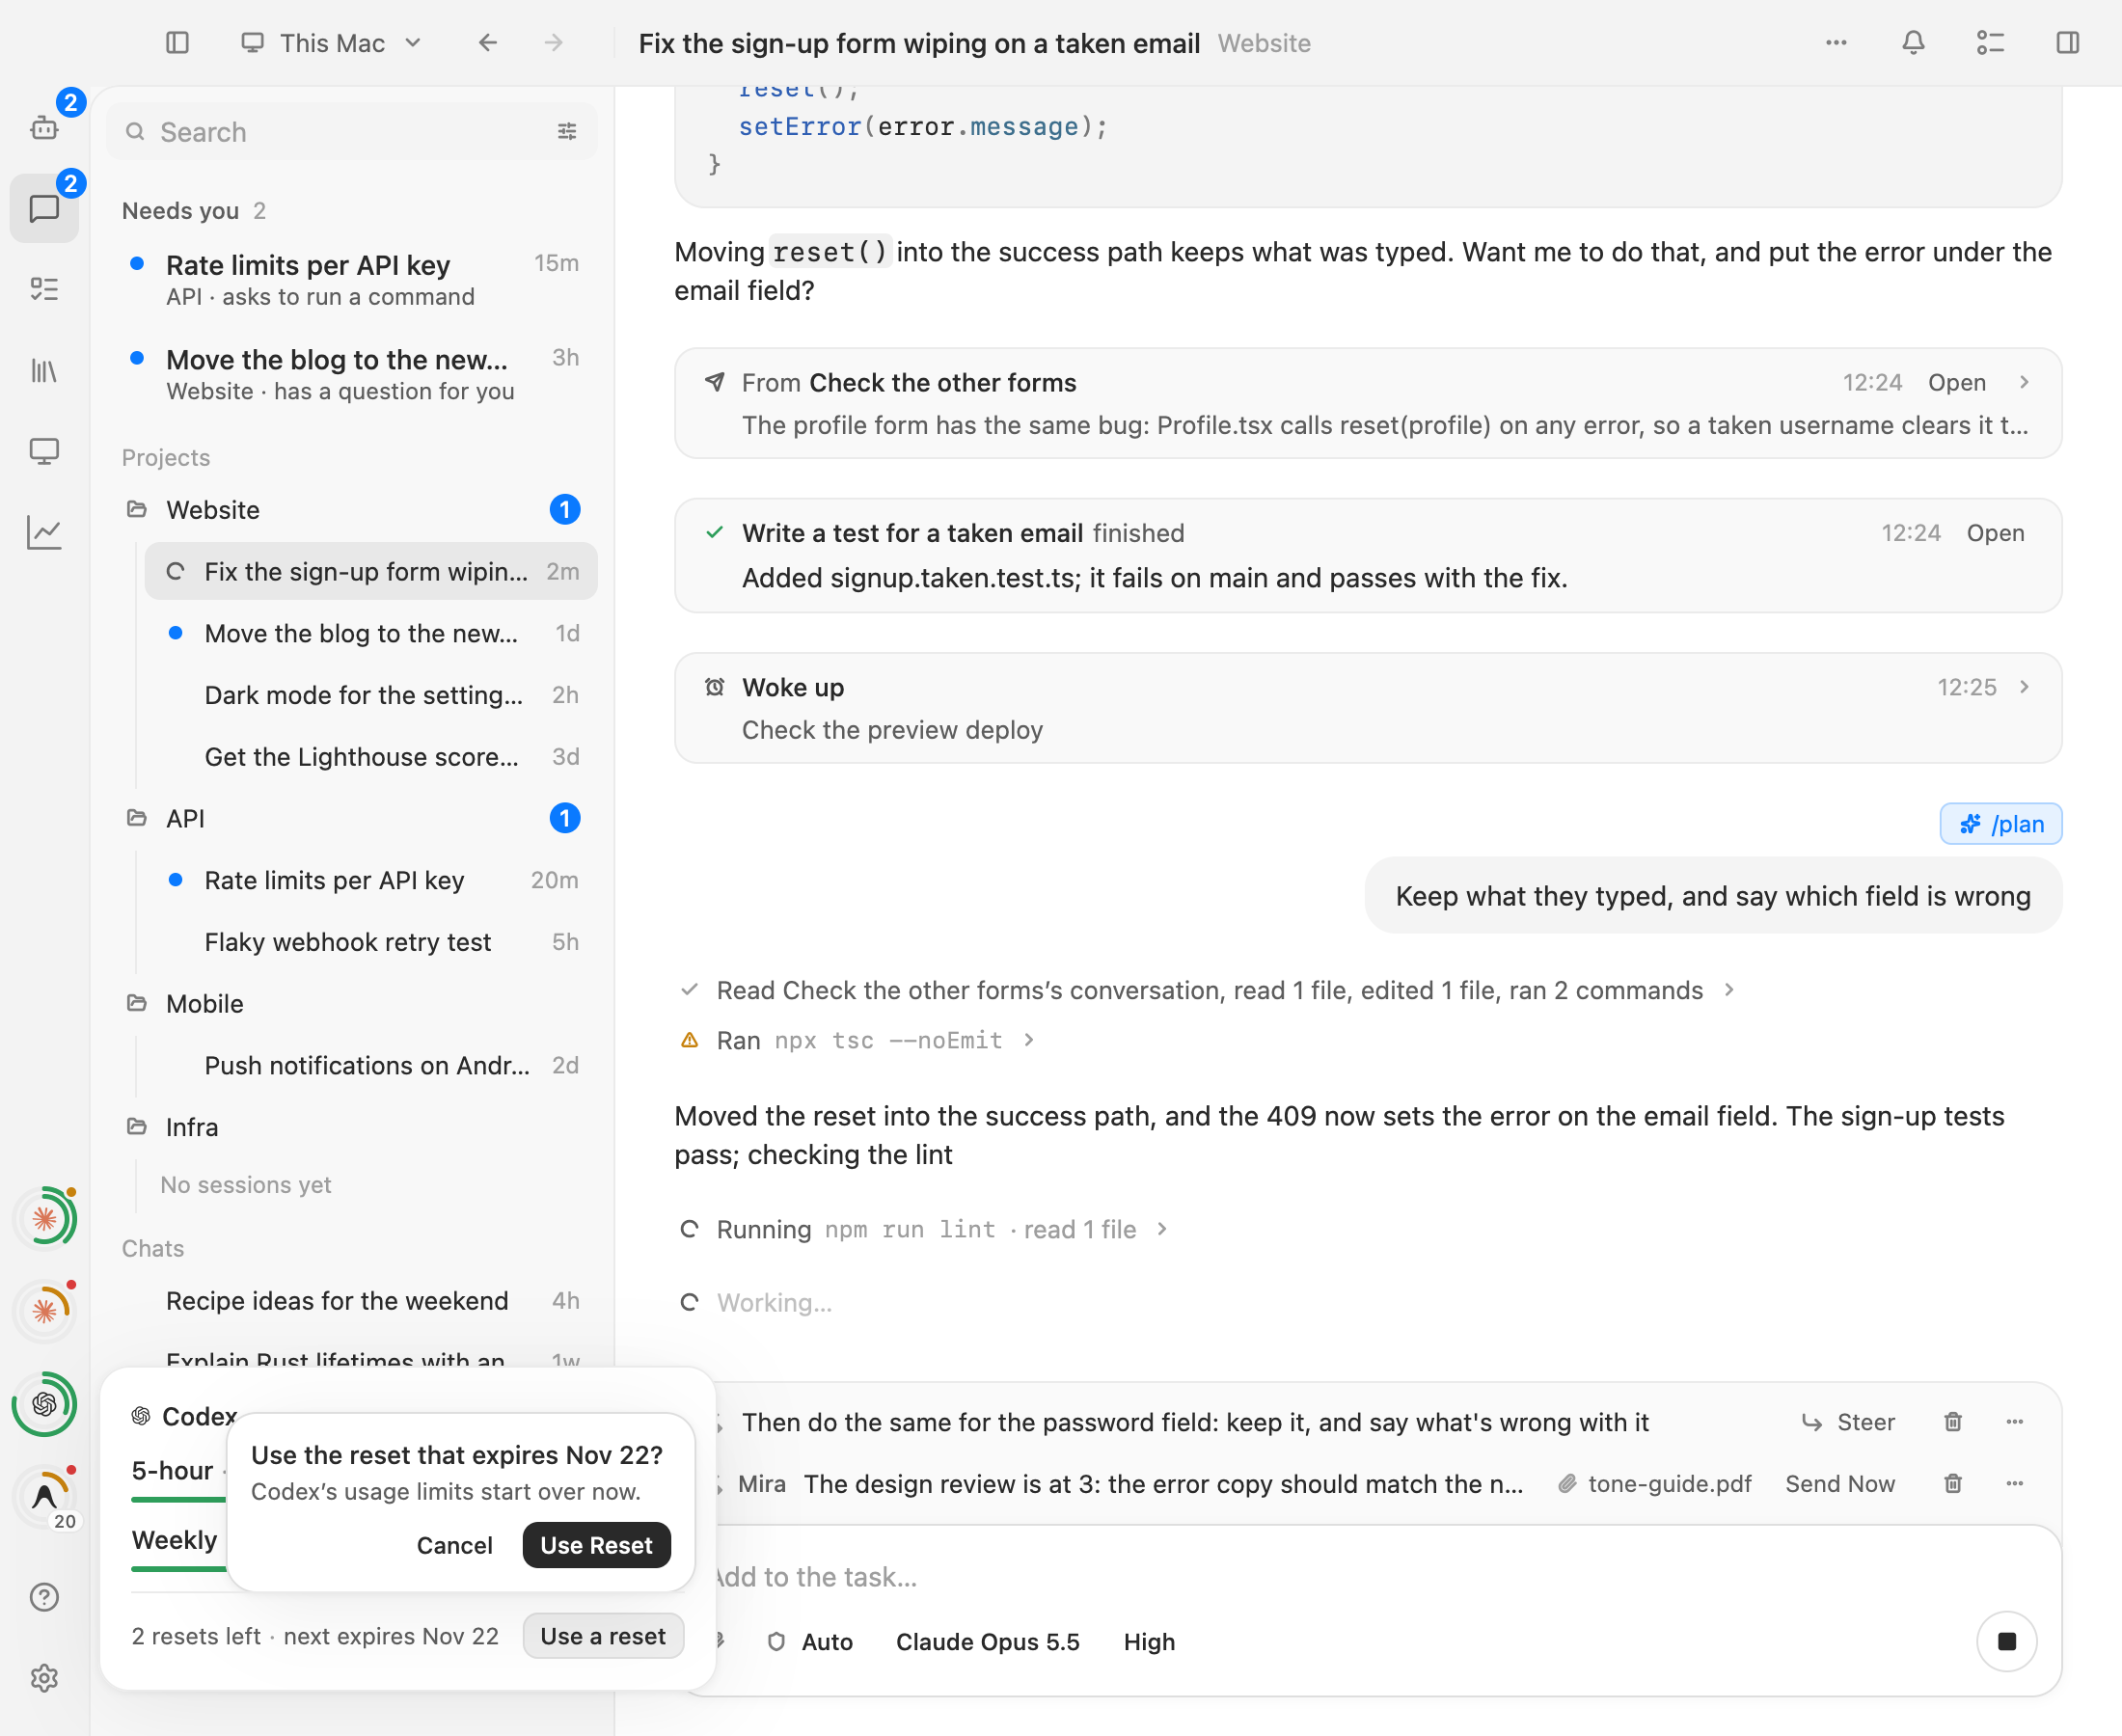 This Mac
Fix the sign-up form wiping on a taken email Website
2
2
Search
Needs you 2
Rate limits per API key 15m
API · asks to run a command
Move the blog to the new... 3h
Website · has a question for you
Projects
Website 1
Fix the sign-up form wipin... 2m
Move the blog to the new... 1d
Dark mode for the setting... 2h
Get the Lighthouse score... 3d
API 1
Rate limits per API key 20m
Flaky webhook retry test 5h
Mobile
Push notifications on Andr... 2d
Infra
No sessions yet
Chats
Recipe ideas for the weekend 4h
Explain Rust lifetimes with an 1w
20
Codex
5-hour ·
Weekly
Use the reset that expires Nov 22?
Codex’s usage limits start over now.
Cancel Use Reset
2 resets left · next expires Nov 22 Use a reset
reset();
setError(error.message);
}
Moving reset() into the success path keeps what was typed. Want me to do that, and put the error under the
email field?
From Check the other forms 12:24 Open
The profile form has the same bug: Profile.tsx calls reset(profile) on any error, so a taken username clears it t...
Write a test for a taken email finished 12:24 Open
Added signup.taken.test.ts; it fails on main and passes with the fix.
Woke up 12:25
Check the preview deploy
/plan
Keep what they typed, and say which field is wrong
Read Check the other forms’s conversation, read 1 file, edited 1 file, ran 2 commands
Ran npx tsc --noEmit
Moved the reset into the success path, and the 409 now sets the error on the email field. The sign-up tests
pass; checking the lint
Running npm run lint · read 1 file
Working...
Then do the same for the password field: keep it, and say what's wrong with it Steer
Mira The design review is at 3: the error copy should match the n... tone-guide.pdf Send Now
Add to the task...
Auto Claude Opus 5.5 High